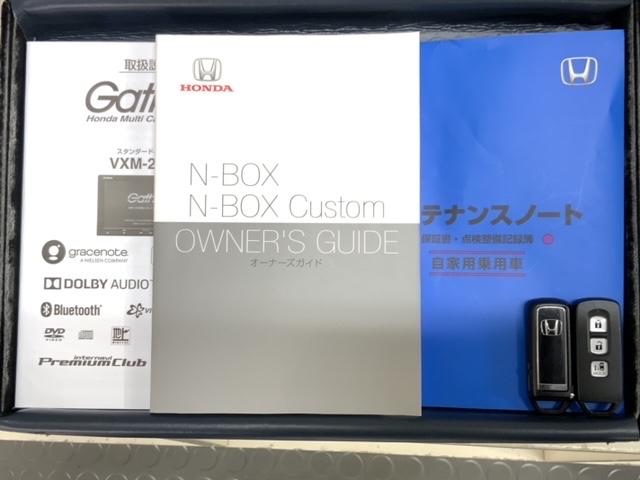 取扱説
Gath
Honda Multi Ca
スタンダード
VXM-2
gracenote
A NIELSEN COMPANY
DOLBY AUDIO
Bluetooth
DVD
VIDEO
internavi
PremiumClub
HONDA
N-BOX
N-BOX Custom
OWNER'S GUIDE
オーナーズガイド
テナンスノート
保証書・点検整備記録簿
自家用乗用車